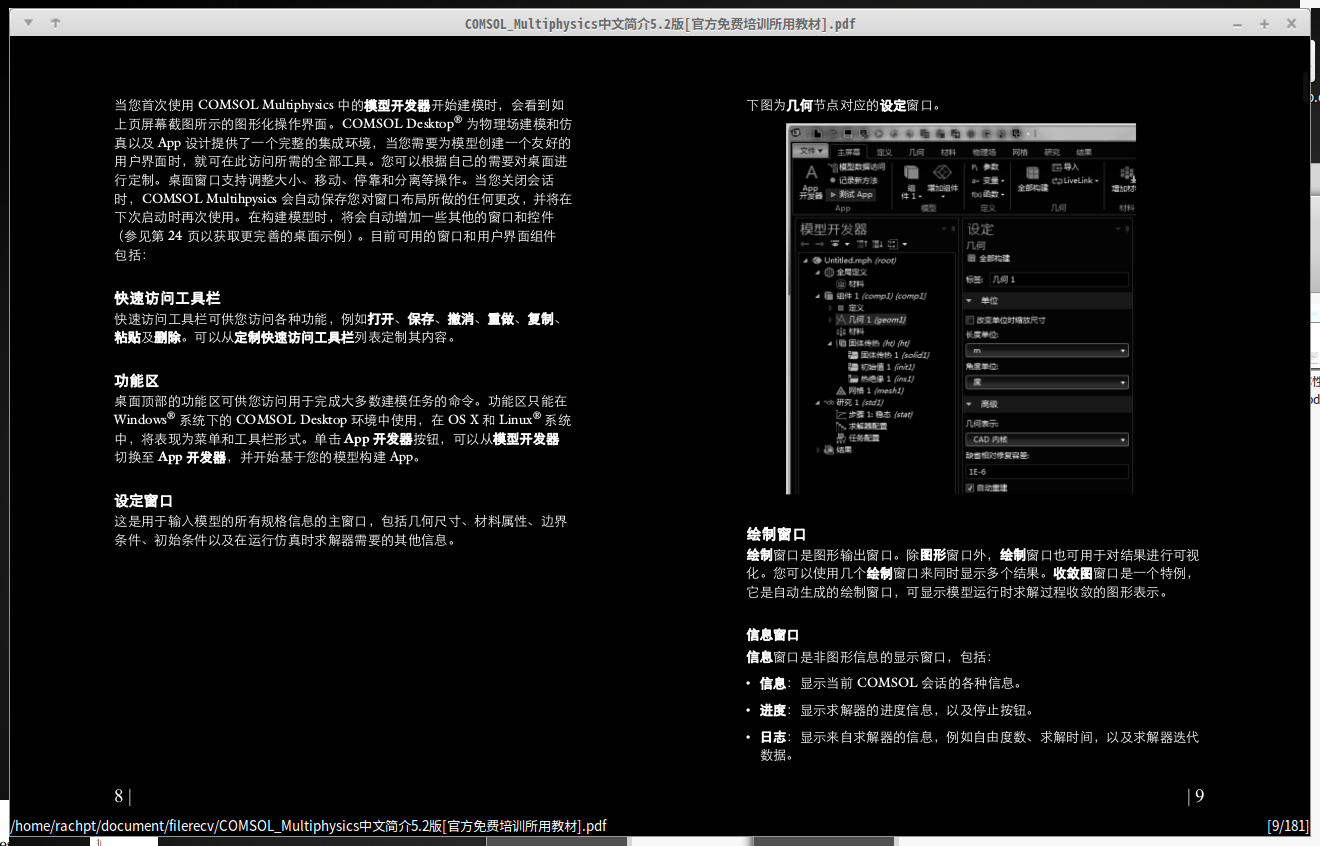 COMSOL_Multiphysics中文简介5.2版[官方免费培训所用教材].pdf
当您首次使用 COMSOL Multiphysics 中的模型开发器开始建模时，会看到如
上页屏幕截图所示的图形化操作界面。COMSOL Desktop® 为物理场建模和仿
真以及 App 设计提供了一个完整的集成环境，当您需要为模型创建一个友好的
用户界面时，就可在此访问所需的全部工具。您可以根据自己的需要对桌面进
行定制。桌面窗口支持调整大小、移动、停靠和分离等操作。当您关闭会话
时，COMSOL Multihpysics 会自动保存您对窗口布局所做的任何更改，并将在
下次启动时再次使用。在构建模型时，将会自动增加一些其他的窗口和控件
（参见第 24 页以获取更完善的桌面示例）。目前可用的窗口和用户界面组件
包括：
快速访问工具栏
快速访问工具栏可供您访问各种功能，例如打开、保存、撤消、重做、复制、
粘贴及删除。可以从定制快速访问工具栏列表定制其内容。
功能区
桌面顶部的功能区可供您访问用于完成大多数建模任务的命令。功能区只能在
Windows® 系统下的 COMSOL Desktop 环境中使用，在 OS X 和 Linux® 系统
中，将表现为菜单和工具栏形式。单击 App 开发器按钮，可以从模型开发器
切换至 App 开发器，并开始基于您的模型构建 App。
设定窗口
这是用于输入模型的所有规格信息的主窗口，包括几何尺寸、材料属性、边界
条件、初始条件以及在运行仿真时求解器需要的其他信息。
8 |
下图为几何节点对应的设定窗口。
文件 主屏幕 定义 几何 材料 物理场 网格 研究 结果
App
开发器
模型数据访问
记录新方法
测试 App
App
组
件 1
增加组件
模型
Pi 参数
a= 变量
f(x) 函数
定义
全部构建
导入
LiveLink
几何
增加材
材料
模型开发器
Untitled.mph (root)
全局定义
材料
组件 1 (comp1) (comp1)
定义
几何 1 (geom1)
材料
固体传热 (ht) (ht)
固体传热 1 (solid1)
初始值 1 (init1)
热绝缘 1 (ins1)
网格 1 (mesh1)
研究 1 (std1)
步骤 1: 稳态 (stat)
求解器配置
任务配置
结果
设定
几何
全部构建
标签: 几何 1
单位
改变单位时缩放尺寸
长度单位:
m
角度单位:
度
高级
几何表示:
CAD 内核
缺省相对修复容差:
1E-6
自动重建
绘制窗口
绘制窗口是图形输出窗口。除图形窗口外，绘制窗口也可用于对结果进行可视
化。您可以使用几个绘制窗口来同时显示多个结果。收敛图窗口是一个特例，
它是自动生成的绘制窗口，可显示模型运行时求解过程收敛的图形表示。
信息窗口
信息窗口是非图形信息的显示窗口，包括：
• 信息：显示当前 COMSOL 会话的各种信息。
• 进度：显示求解器的进度信息，以及停止按钮。
• 日志：显示来自求解器的信息，例如自由度数、求解时间，以及求解器迭代
数据。
| 9
/home/rachpt/document/filerecv/COMSOL_Multiphysics中文简介5.2版[官方免费培训所用教材].pdf
[9/181]